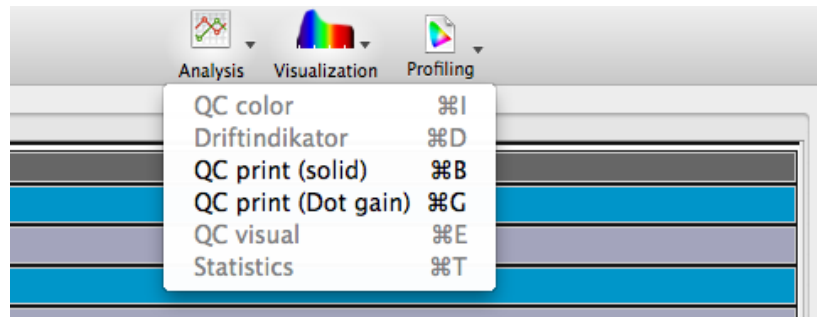 Analysis Visualization Profiling
QC color ⌘I
Driftindikator ⌘D
QC print (solid) ⌘B
QC print (Dot gain) ⌘G
QC visual ⌘E
Statistics ⌘T